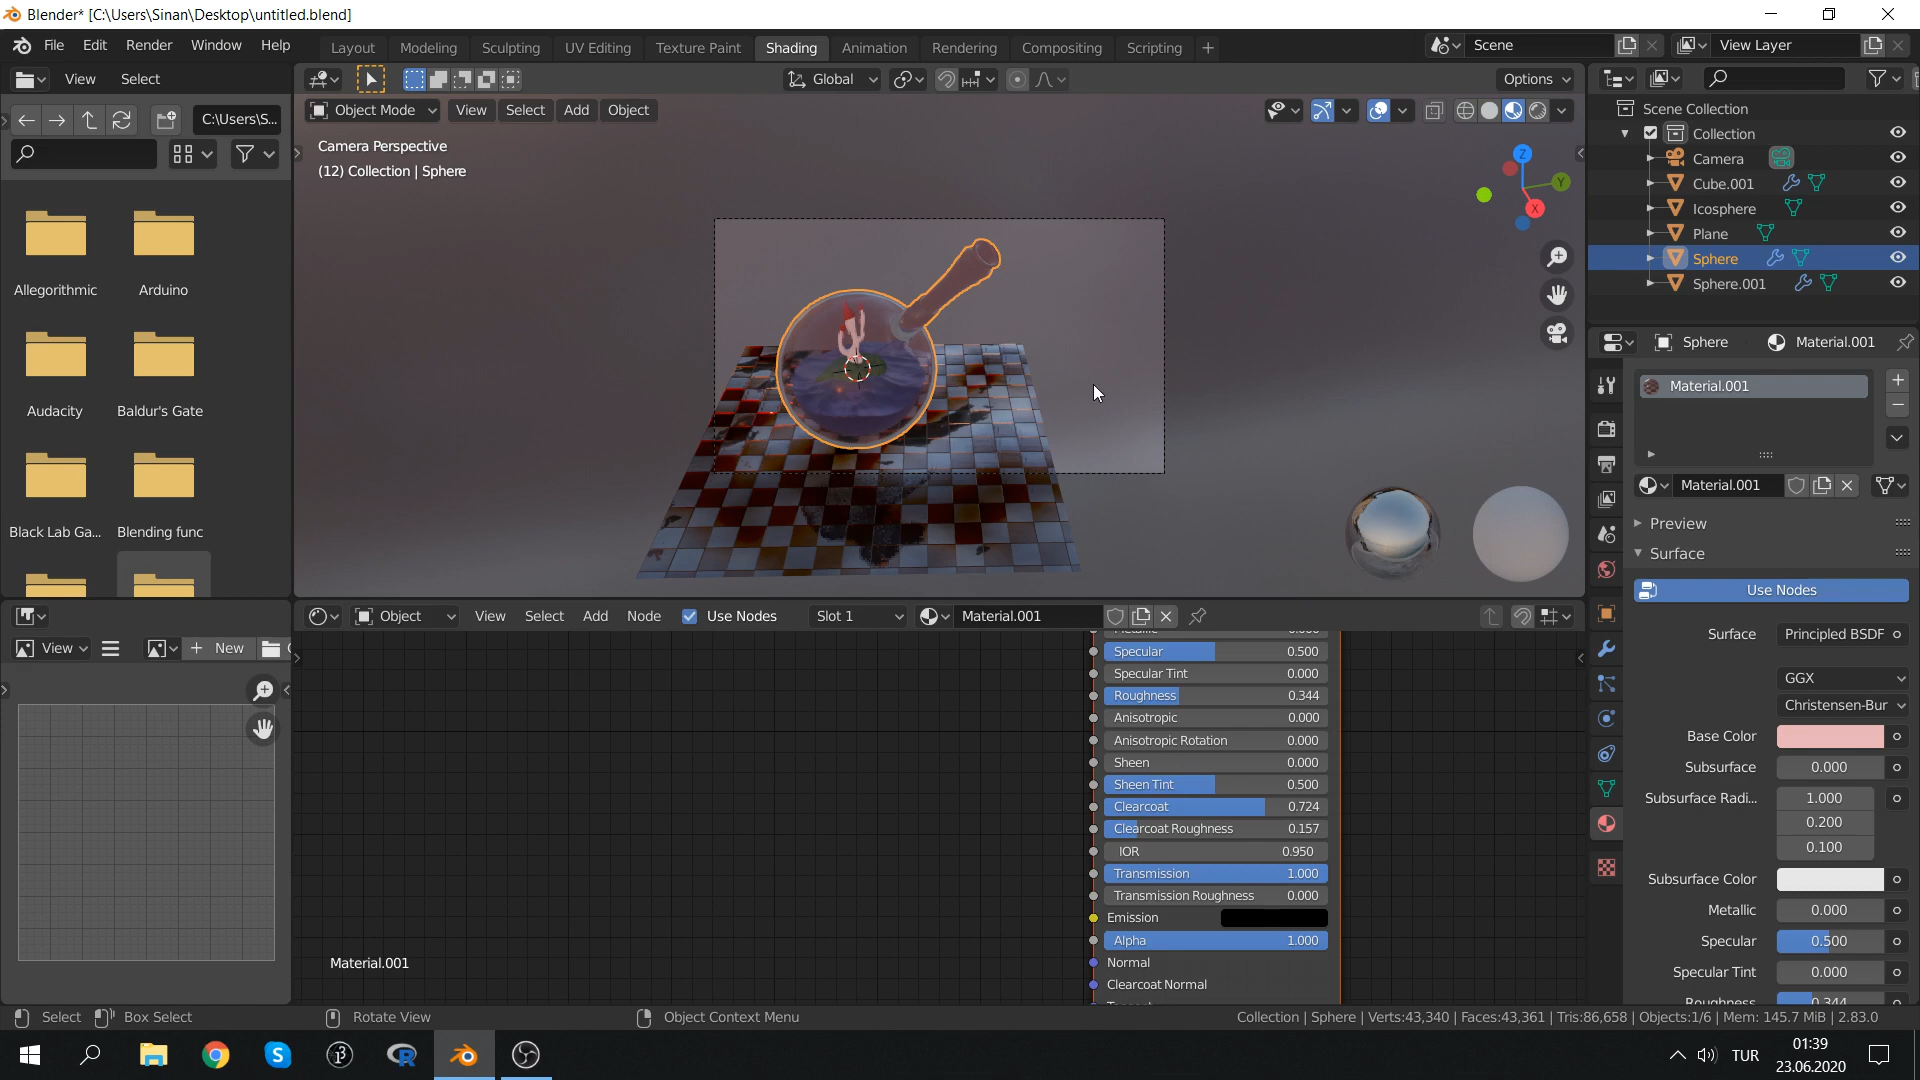 Blender* [C:\Users\Sinan\Desktop\untitled.blend]
File Edit Render Window Help
Layout Modeling Sculpting UV Editing Texture Paint Shading Animation Rendering Compositing Scripting
Scene
View Layer
View Select
Global
Options
Object Mode View Select Add Object
C:\Users\S...
Camera Perspective
(12) Collection | Sphere
Z
Y
X
Allegorithmic Arduino
Audacity Baldur's Gate
Black Lab Ga... Blending func
Scene Collection
Collection
Camera
Cube.001
Icosphere
Plane
Sphere
Sphere.001
Sphere Material.001
Material.001
Material.001
Preview
Surface
Use Nodes
Surface Principled BSDF
GGX
Christensen-Bur
Base Color
Subsurface 0.000
Subsurface Radi... 1.000
0.200
0.100
Subsurface Color
Metallic 0.000
Specular 0.500
Specular Tint 0.000
Roughness 0.344
View New
Object View Select Add Node Use Nodes Slot 1 Material.001
Metallic 0.000
Specular 0.500
Specular Tint 0.000
Roughness 0.344
Anisotropic 0.000
Anisotropic Rotation 0.000
Sheen 0.000
Sheen Tint 0.500
Clearcoat 0.724
Clearcoat Roughness 0.157
IOR 0.950
Transmission 1.000
Transmission Roughness 0.000
Emission
Alpha 1.000
Normal
Clearcoat Normal
Material.001
Select Box Select Rotate View Object Context Menu
Collection | Sphere | Verts:43,340 | Faces:43,361 | Tris:86,658 | Objects:1/6 | Mem: 145.7 MiB | 2.83.0
TUR
01:39
23.06.2020